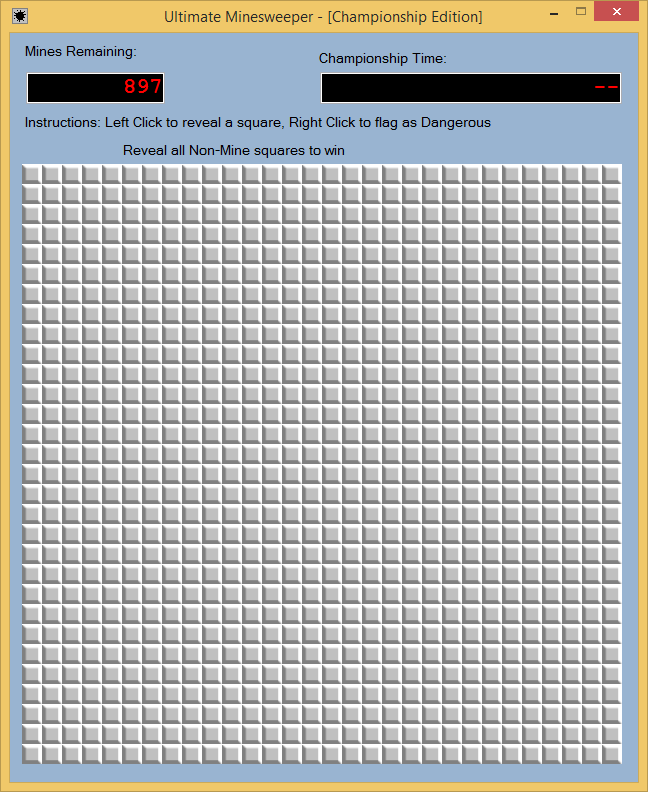 Ultimate Minesweeper - [Championship Edition]
Mines Remaining:
Championship Time:
897
--
Instructions: Left Click to reveal a square, Right Click to flag as Dangerous
Reveal all Non-Mine squares to win